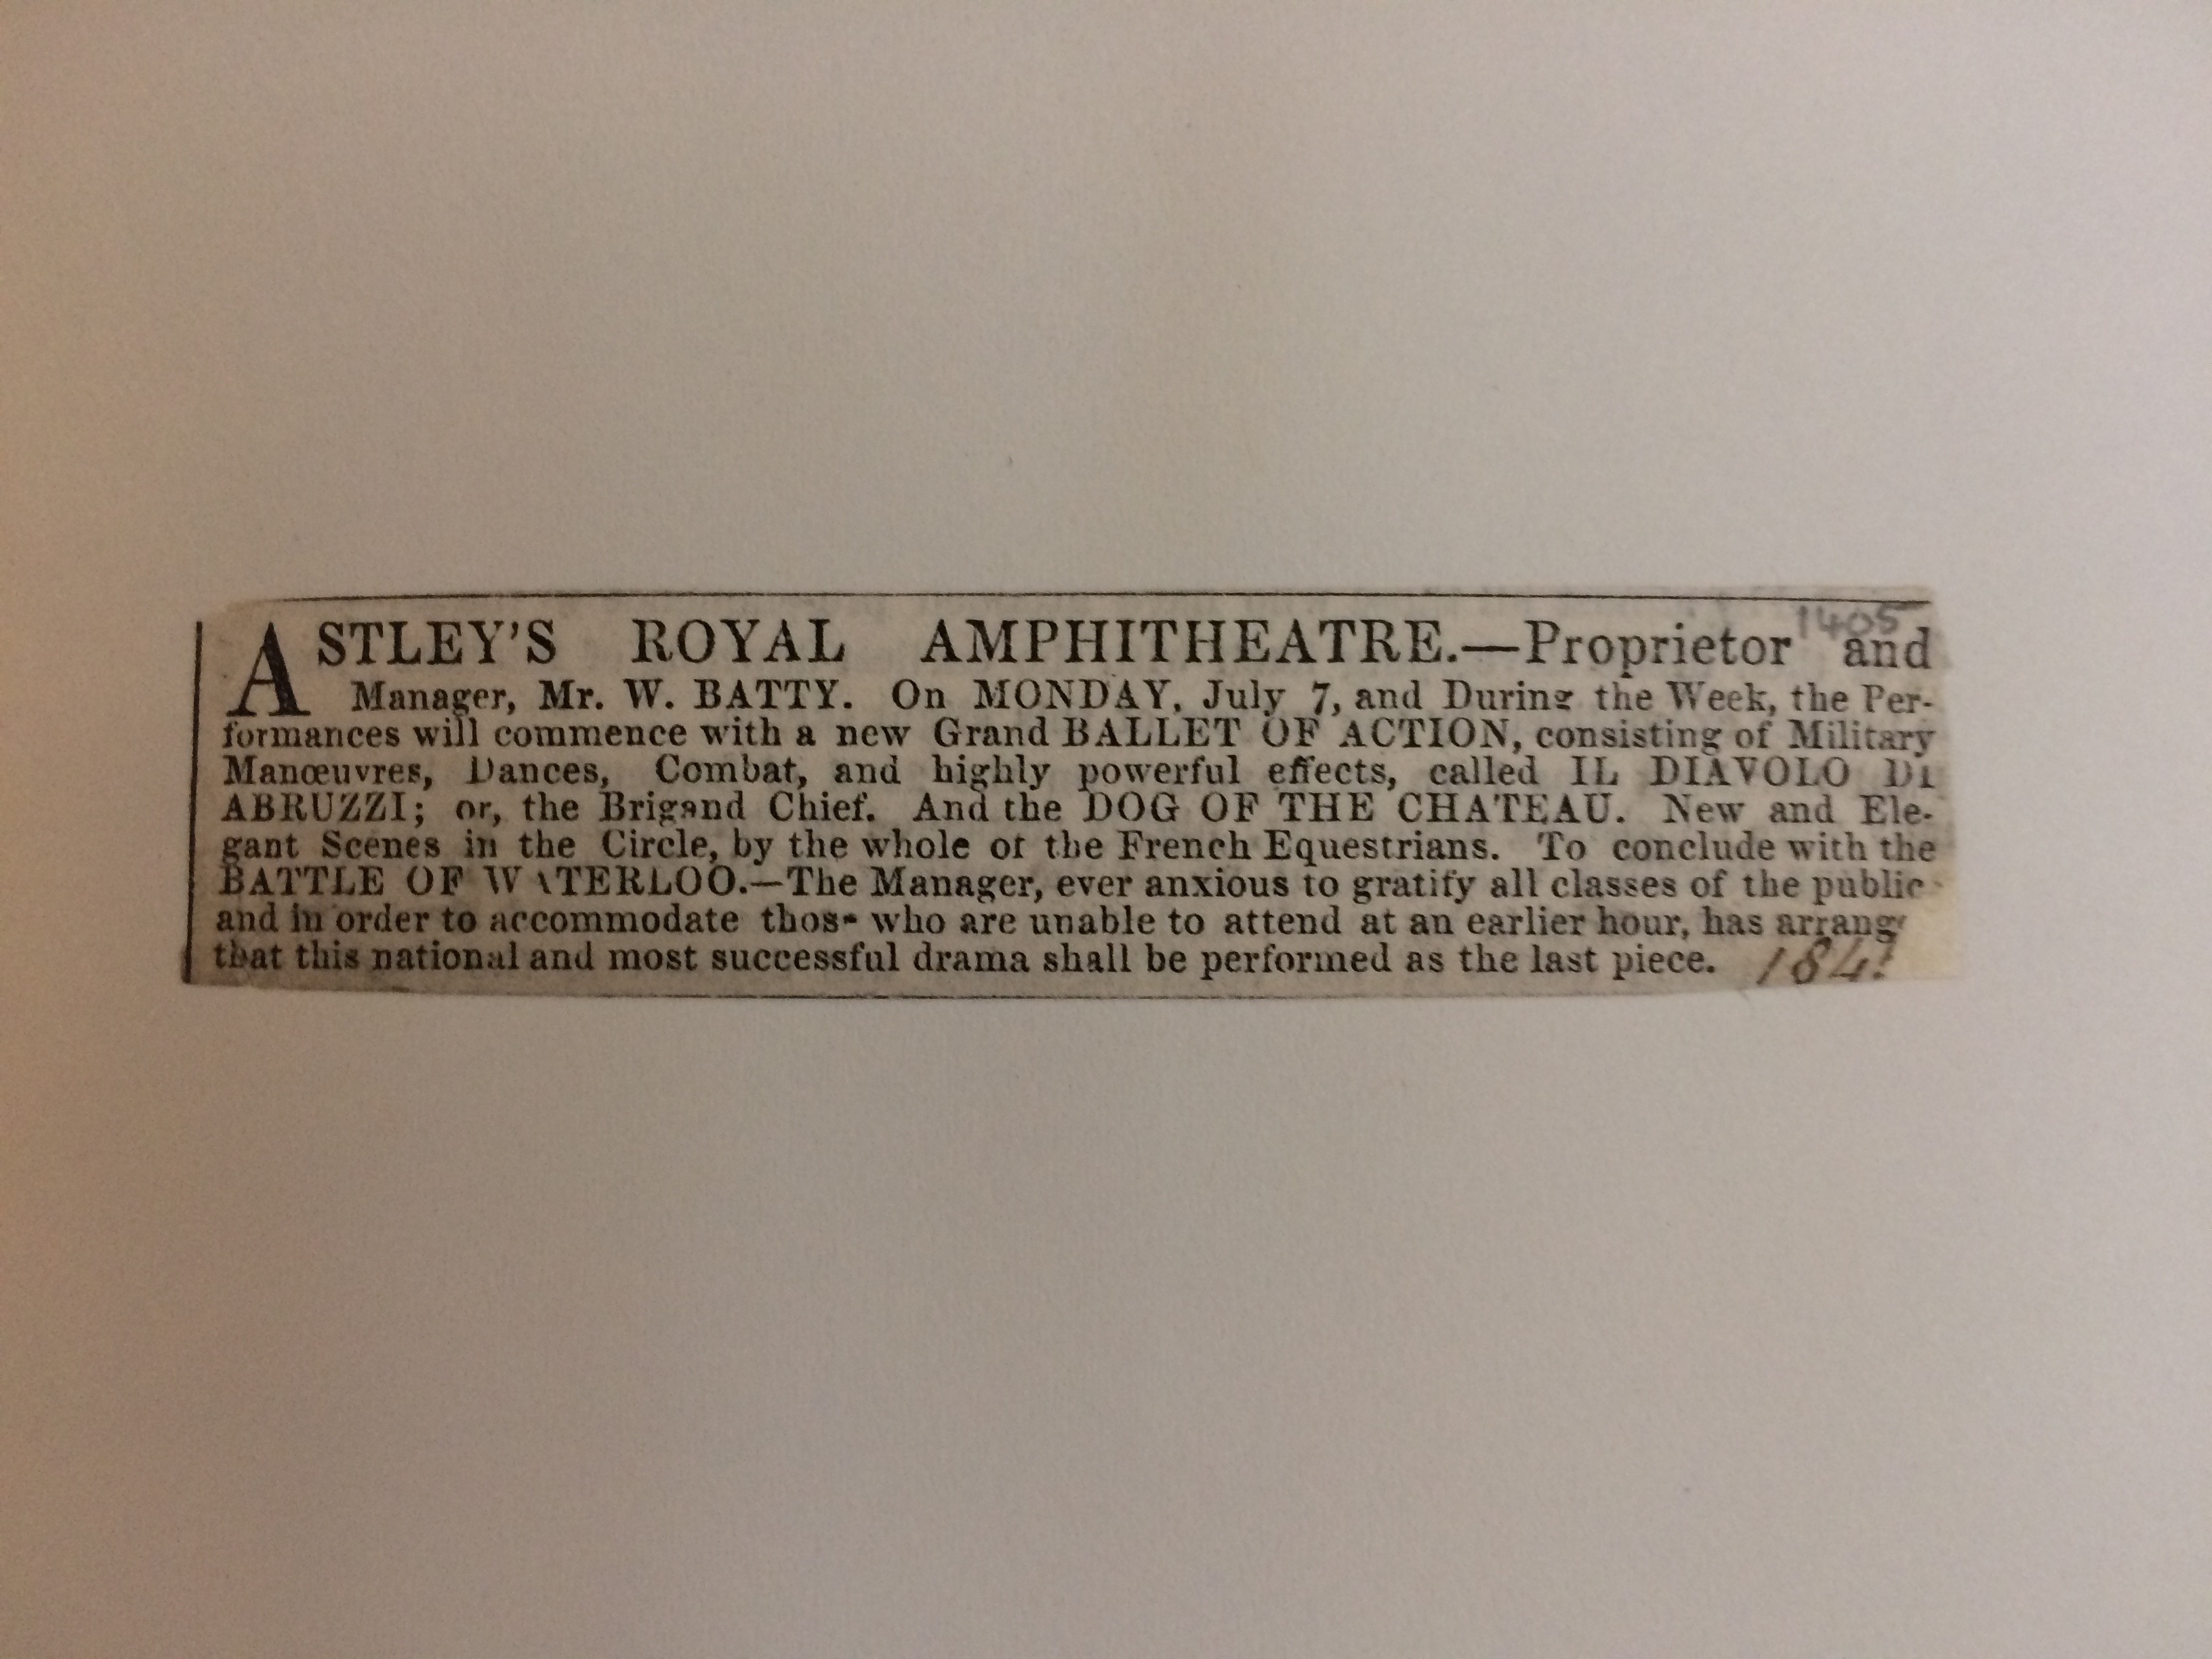 1405
ASTLEY'S ROYAL AMPHITHEATRE.—Proprietor and
Manager, Mr. W. BATTY. On MONDAY, July 7, and During the Week, the Per-
formances will commence with a new Grand BALLET OF ACTION, consisting of Military
Manœuvres, Dances, Combat, and highly powerful effects, called IL DIAVOLO DI
ABRUZZI; or, the Brigand Chief. And the DOG OF THE CHATEAU. New and Ele-
gant Scenes in the Circle, by the whole of the French Equestrians. To conclude with the
BATTLE OF WATERLOO.—The Manager, ever anxious to gratify all classes of the public
and in order to accommodate those who are unable to attend at an earlier hour, has arrang
that this national and most successful drama shall be performed as the last piece.